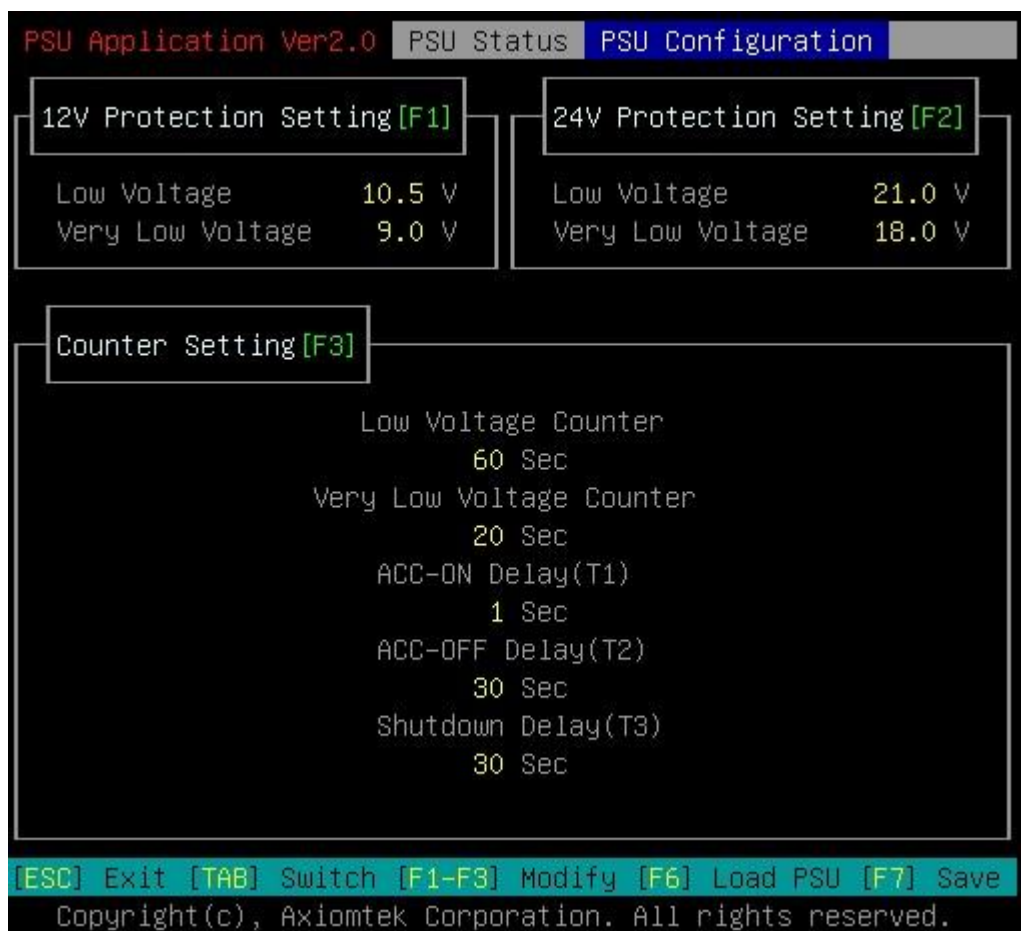 PSU Application Ver2.0 PSU Status PSU Configuration
12V Protection Setting[F1]
Low Voltage 10.5 V
Very Low Voltage 9.0 V
24V Protection Setting[F2]
Low Voltage 21.0 V
Very Low Voltage 18.0 V
Counter Setting[F3]
Low Voltage Counter
60 Sec
Very Low Voltage Counter
20 Sec
ACC-ON Delay(T1)
1 Sec
ACC-OFF Delay(T2)
30 Sec
Shutdown Delay(T3)
30 Sec
[ESC] Exit [TAB] Switch [F1-F3] Modify [F6] Load PSU [F7] Save
Copyright(c), Axiomtek Corporation. All rights reserved.